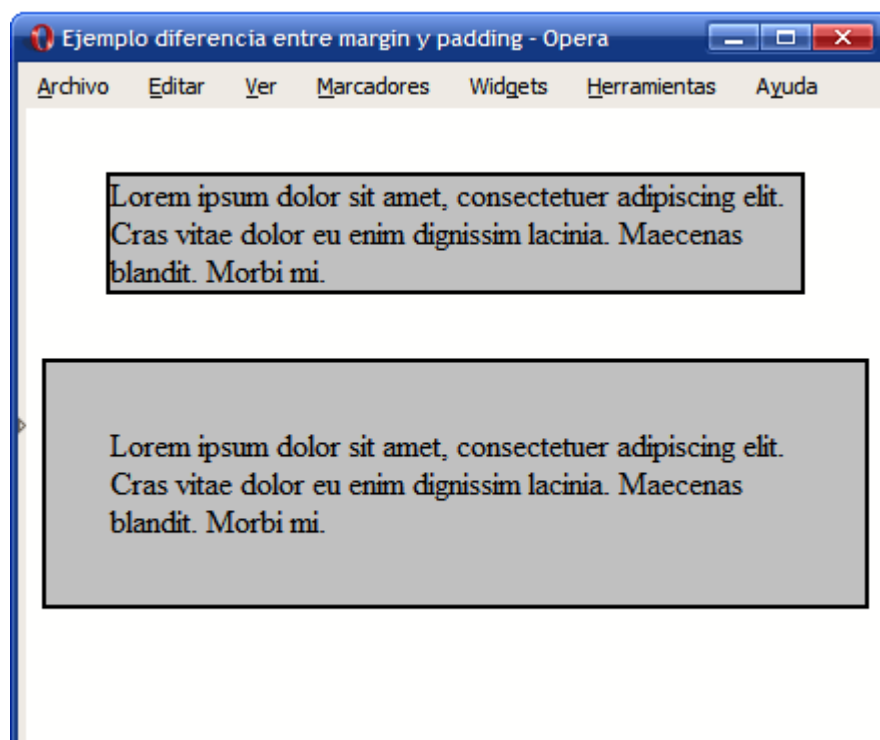 Ejemplo diferencia entre margin y padding - Opera
Archivo Editar Ver Marcadores Widgets Herramientas Ayuda
Lorem ipsum dolor sit amet, consectetuer adipiscing elit.
Cras vitae dolor eu enim dignissim lacinia. Maecenas
blandit. Morbi mi.
Lorem ipsum dolor sit amet, consectetuer adipiscing elit.
Cras vitae dolor eu enim dignissim lacinia. Maecenas
blandit. Morbi mi.